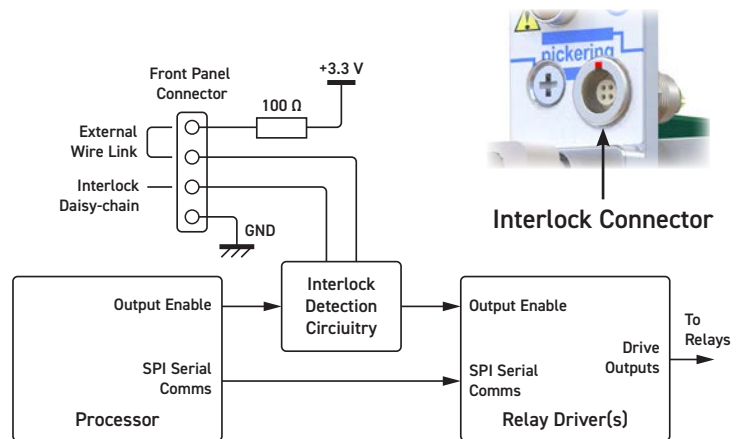 pickering
Interlock Connector
+3.3 V
Front Panel
Connector
100 Ω
External
Wire Link
Interlock
Daisy-chain
GND
Interlock
Detection
Circiuitry
Output Enable
SPI Serial
Comms
Processor
Output Enable
SPI Serial
Comms
Drive
Outputs
Relay Driver(s)
To
Relays